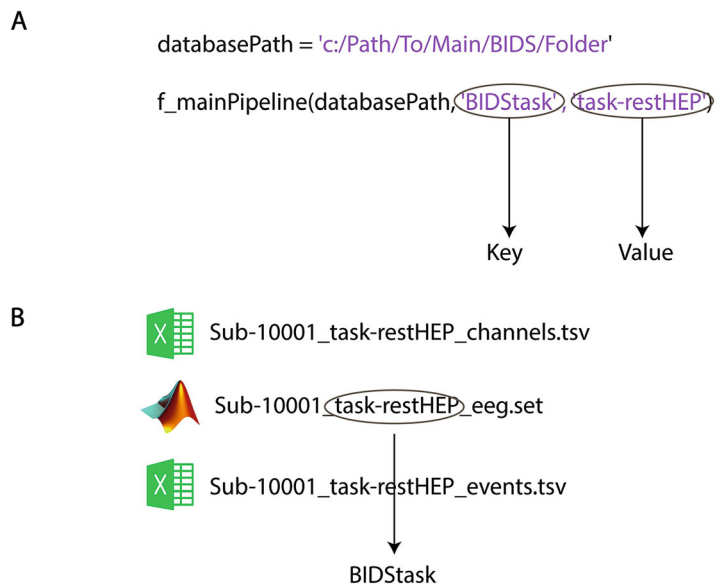 A
databasePath = 'c:/Path/To/Main/BIDS/Folder'
f_mainPipeline(databasePath, 'BIDStask', 'task-restHEP')
Key Value
B
X Sub-10001_task-restHEP_channels.tsv
Sub-10001_task-restHEP_eeg.set
X Sub-10001_task-restHEP_events.tsv
BIDStask